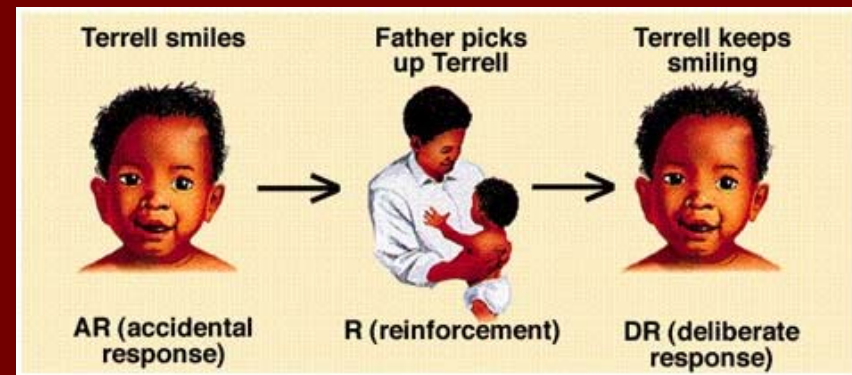 Terrell smiles
Father picks
up Terrell
Terrell keeps
smiling
AR (accidental
response)
R (reinforcement)
DR (deliberate
response)